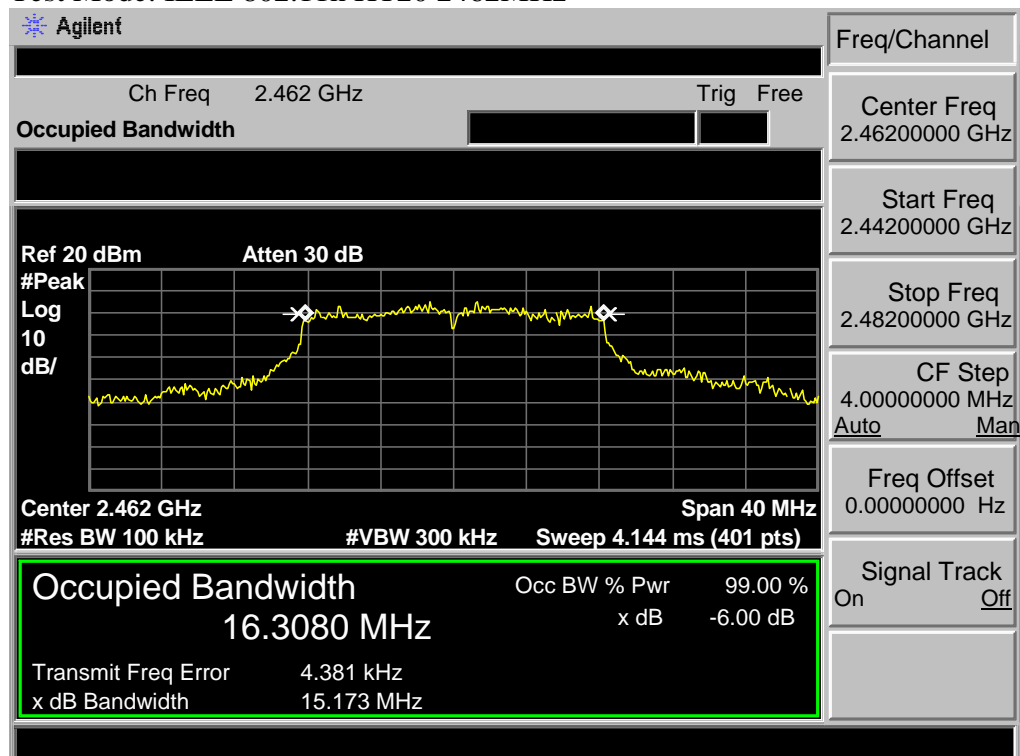 Agilent
Freq/Channel
Ch Freq 2.462 GHz Trig Free
Occupied Bandwidth
Center Freq
2.46200000 GHz
Start Freq
2.44200000 GHz
Stop Freq
2.48200000 GHz
CF Step
4.00000000 MHz
Auto Man
Freq Offset
0.00000000 Hz
Signal Track
On Off
Ref 20 dBm Atten 30 dB
#Peak
Log
10
dB/
Center 2.462 GHz Span 40 MHz
#Res BW 100 kHz #VBW 300 kHz Sweep 4.144 ms (401 pts)
Occupied Bandwidth Occ BW % Pwr 99.00 %
16.3080 MHz x dB -6.00 dB
Transmit Freq Error 4.381 kHz
x dB Bandwidth 15.173 MHz